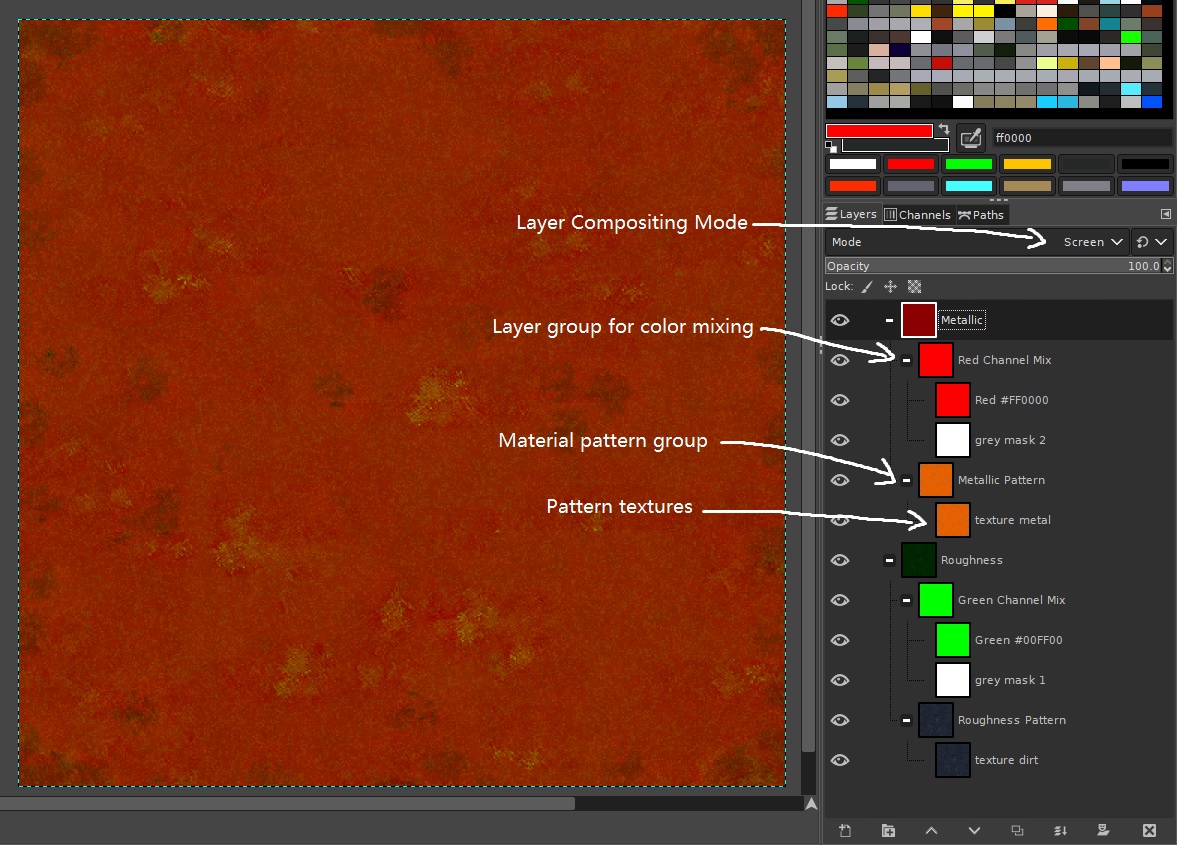 ff0000
Layers
Channels
Paths
Layer Compositing Mode
Mode
Screen
Opacity
100.0
Lock:
Metallic
Layer group for color mixing
Red Channel Mix
Red #FF0000
Material pattern group
grey mask 2
Metallic Pattern
Pattern textures
texture metal
Roughness
Green Channel Mix
Green #00FF00
grey mask 1
Roughness Pattern
texture dirt